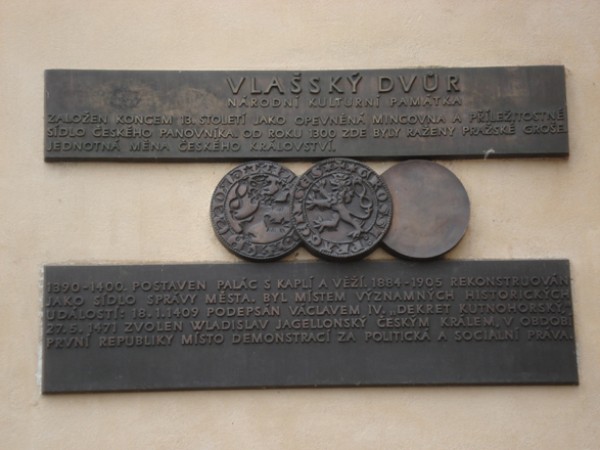 VLAŠSKÝ DVŮR
NÁRODNÍ KULTURNÍ PAMÁTKA
ZALOŽEN KONCEM 13. STOLETÍ JAKO OPEVNĚNÁ MINCOVNA A PŘÍLEŽITOSTNÉ
SÍDLO ČESKÉHO PANOVNÍKA. OD ROKU 1300 ZDE BYLY RAŽENY PRAŽSKÉ GROŠE.
JEDNOTNÁ MĚNA ČESKÉHO KRÁLOVSTVÍ.
1390-1400. POSTAVEN PALÁC S KAPLÍ A VĚŽÍ. 1884-1905 REKONSTRUOVÁN
JAKO SÍDLO SPRÁVY MĚSTA. BYL MÍSTEM VÝZNAMNÝCH HISTORICKÝCH
UDÁLOSTÍ: 18.1.1409 PODEPSAN VÁCLAVEM IV. „DEKRET KUTNOHORSKÝ"
27.5.1471 ZVOLEN WLADISLAV JAGELLONSKÝ ČESKÝM KRÁLEM, V OBDOBÍ
PRVNÍ REPUBLIKY MÍSTO DEMONSTRACÍ ZA POLITICKÁ A SOCIÁLNÍ PRÁVA.